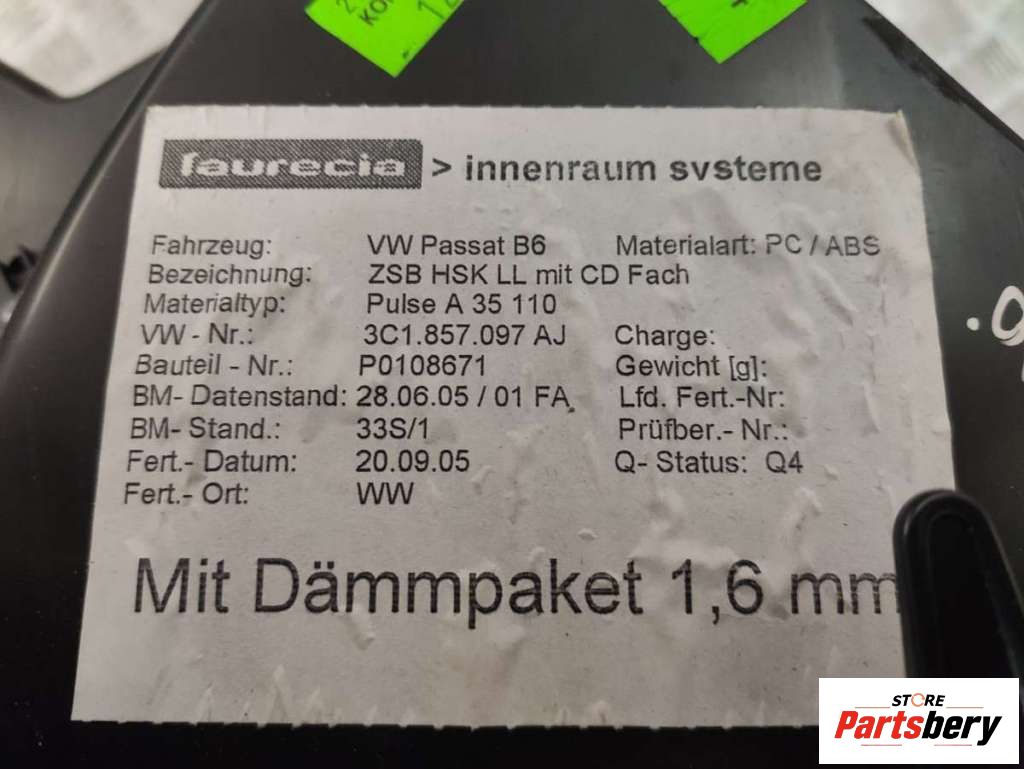 faurecia > innenraum systeme
Fahrzeug: VW Passat B6 Materialart: PC / ABS
Bezeichnung: ZSB HSK LL mit CD Fach
Materialtyp: Pulse A 35 110
VW - Nr.: 3C1.857.097 AJ Charge:
Bauteil - Nr.: P0108671 Gewicht [g]:
BM- Datenstand: 28.06.05 / 01 FA Lfd. Fert.-Nr:
BM- Stand.: 33S/1 Prüfber.- Nr.:
Fert.- Datum: 20.09.05 Q- Status: Q4
Fert.- Ort: WW
Mit Dämmpaket 1,6 mm
STORE
Partsbery